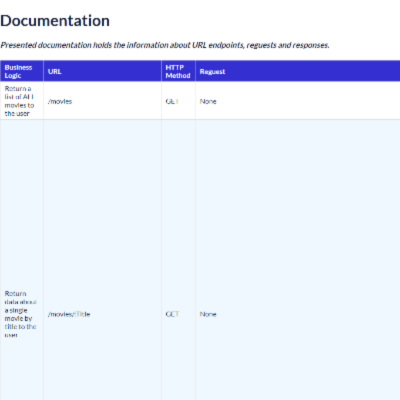 Documentation
Presented documentation holds the information about URL endpoints, reguests and responses.
Business Logic
URL
HTTP Method
Reguest
Return a
list of ALL
movies to
the user
/movies
GET
None
Return
data about
a single
movie by
title to the
user
/movies/:Title
GET
None